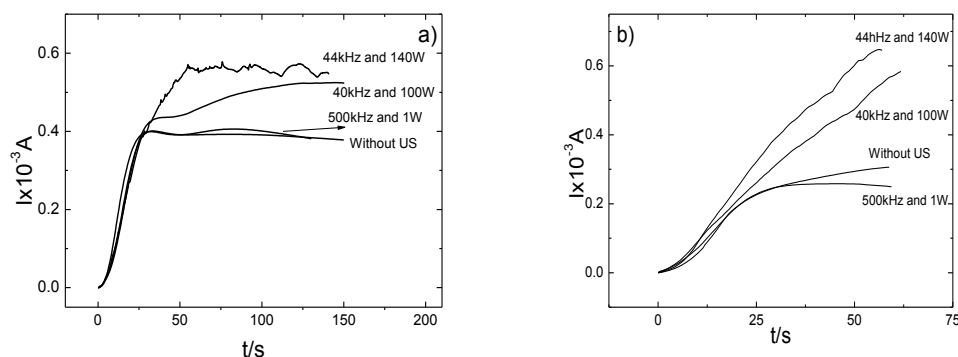 a)
44kHz and 140W
40kHz and 100W
500kHz and 1W
Without US
Ix10⁻³A
0.6
0.4
0.2
0.0
0 50 100 150 200
t/s
b)
44hHz and 140W
40kHz and 100W
Without US
500kHz and 1W
Ix10⁻³A
0.6
0.4
0.2
0.0
0 25 50 75
t/s